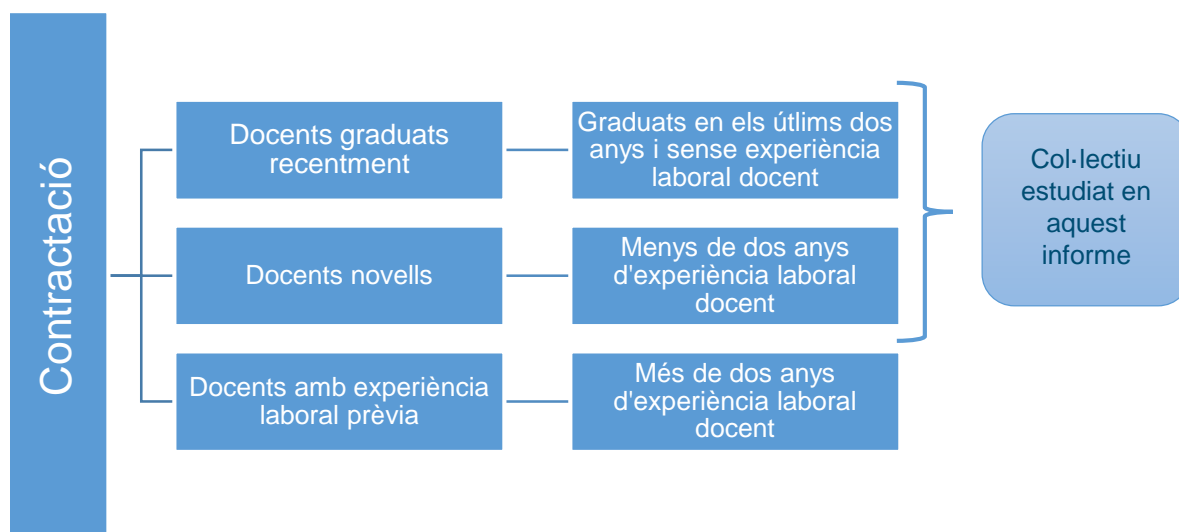 Contractació
Docents graduats
recentment
Graduats en els útlims dos
anys i sense experiència
laboral docent
Docents novells
Menys de dos anys
d'experiència laboral
docent
Docents amb experiència
laboral prèvia
Més de dos anys
d'experiència laboral
docent
Col·lectiu
estudiat en
aquest
informe